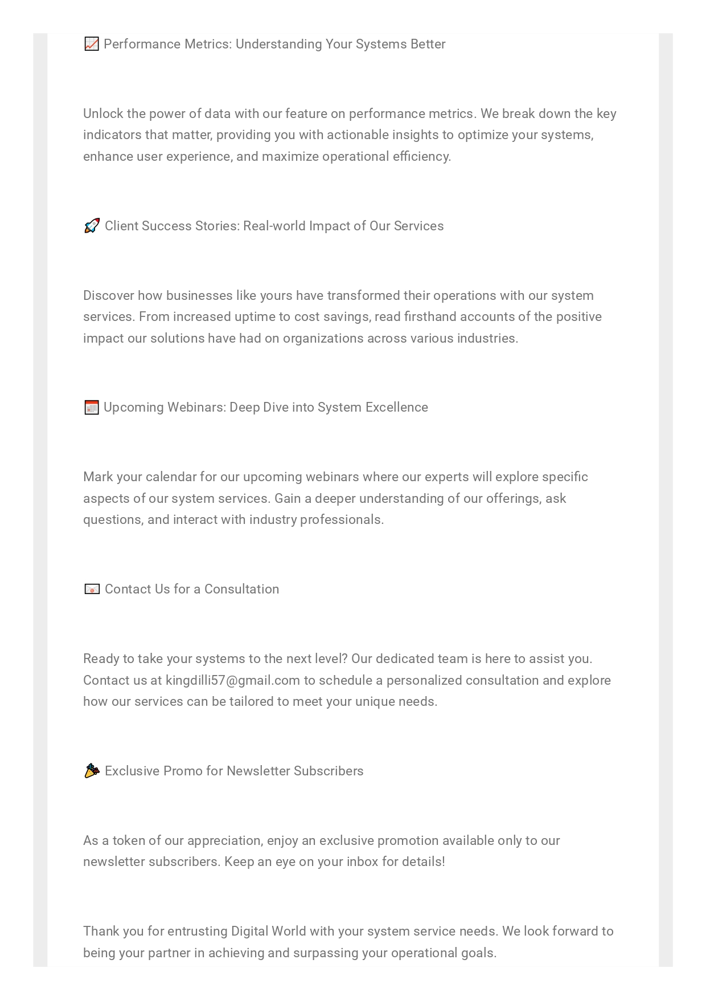 📈 Performance Metrics: Understanding Your Systems Better
Unlock the power of data with our feature on performance metrics. We break down the key
indicators that matter, providing you with actionable insights to optimize your systems,
enhance user experience, and maximize operational efficiency.
🚀 Client Success Stories: Real-world Impact of Our Services
Discover how businesses like yours have transformed their operations with our system
services. From increased uptime to cost savings, read firsthand accounts of the positive
impact our solutions have had on organizations across various industries.
📅 Upcoming Webinars: Deep Dive into System Excellence
Mark your calendar for our upcoming webinars where our experts will explore specific
aspects of our system services. Gain a deeper understanding of our offerings, ask
questions, and interact with industry professionals.
📧 Contact Us for a Consultation
Ready to take your systems to the next level? Our dedicated team is here to assist you.
Contact us at kingdilli57@gmail.com to schedule a personalized consultation and explore
how our services can be tailored to meet your unique needs.
🎉 Exclusive Promo for Newsletter Subscribers
As a token of our appreciation, enjoy an exclusive promotion available only to our
newsletter subscribers. Keep an eye on your inbox for details!
Thank you for entrusting Digital World with your system service needs. We look forward to
being your partner in achieving and surpassing your operational goals.